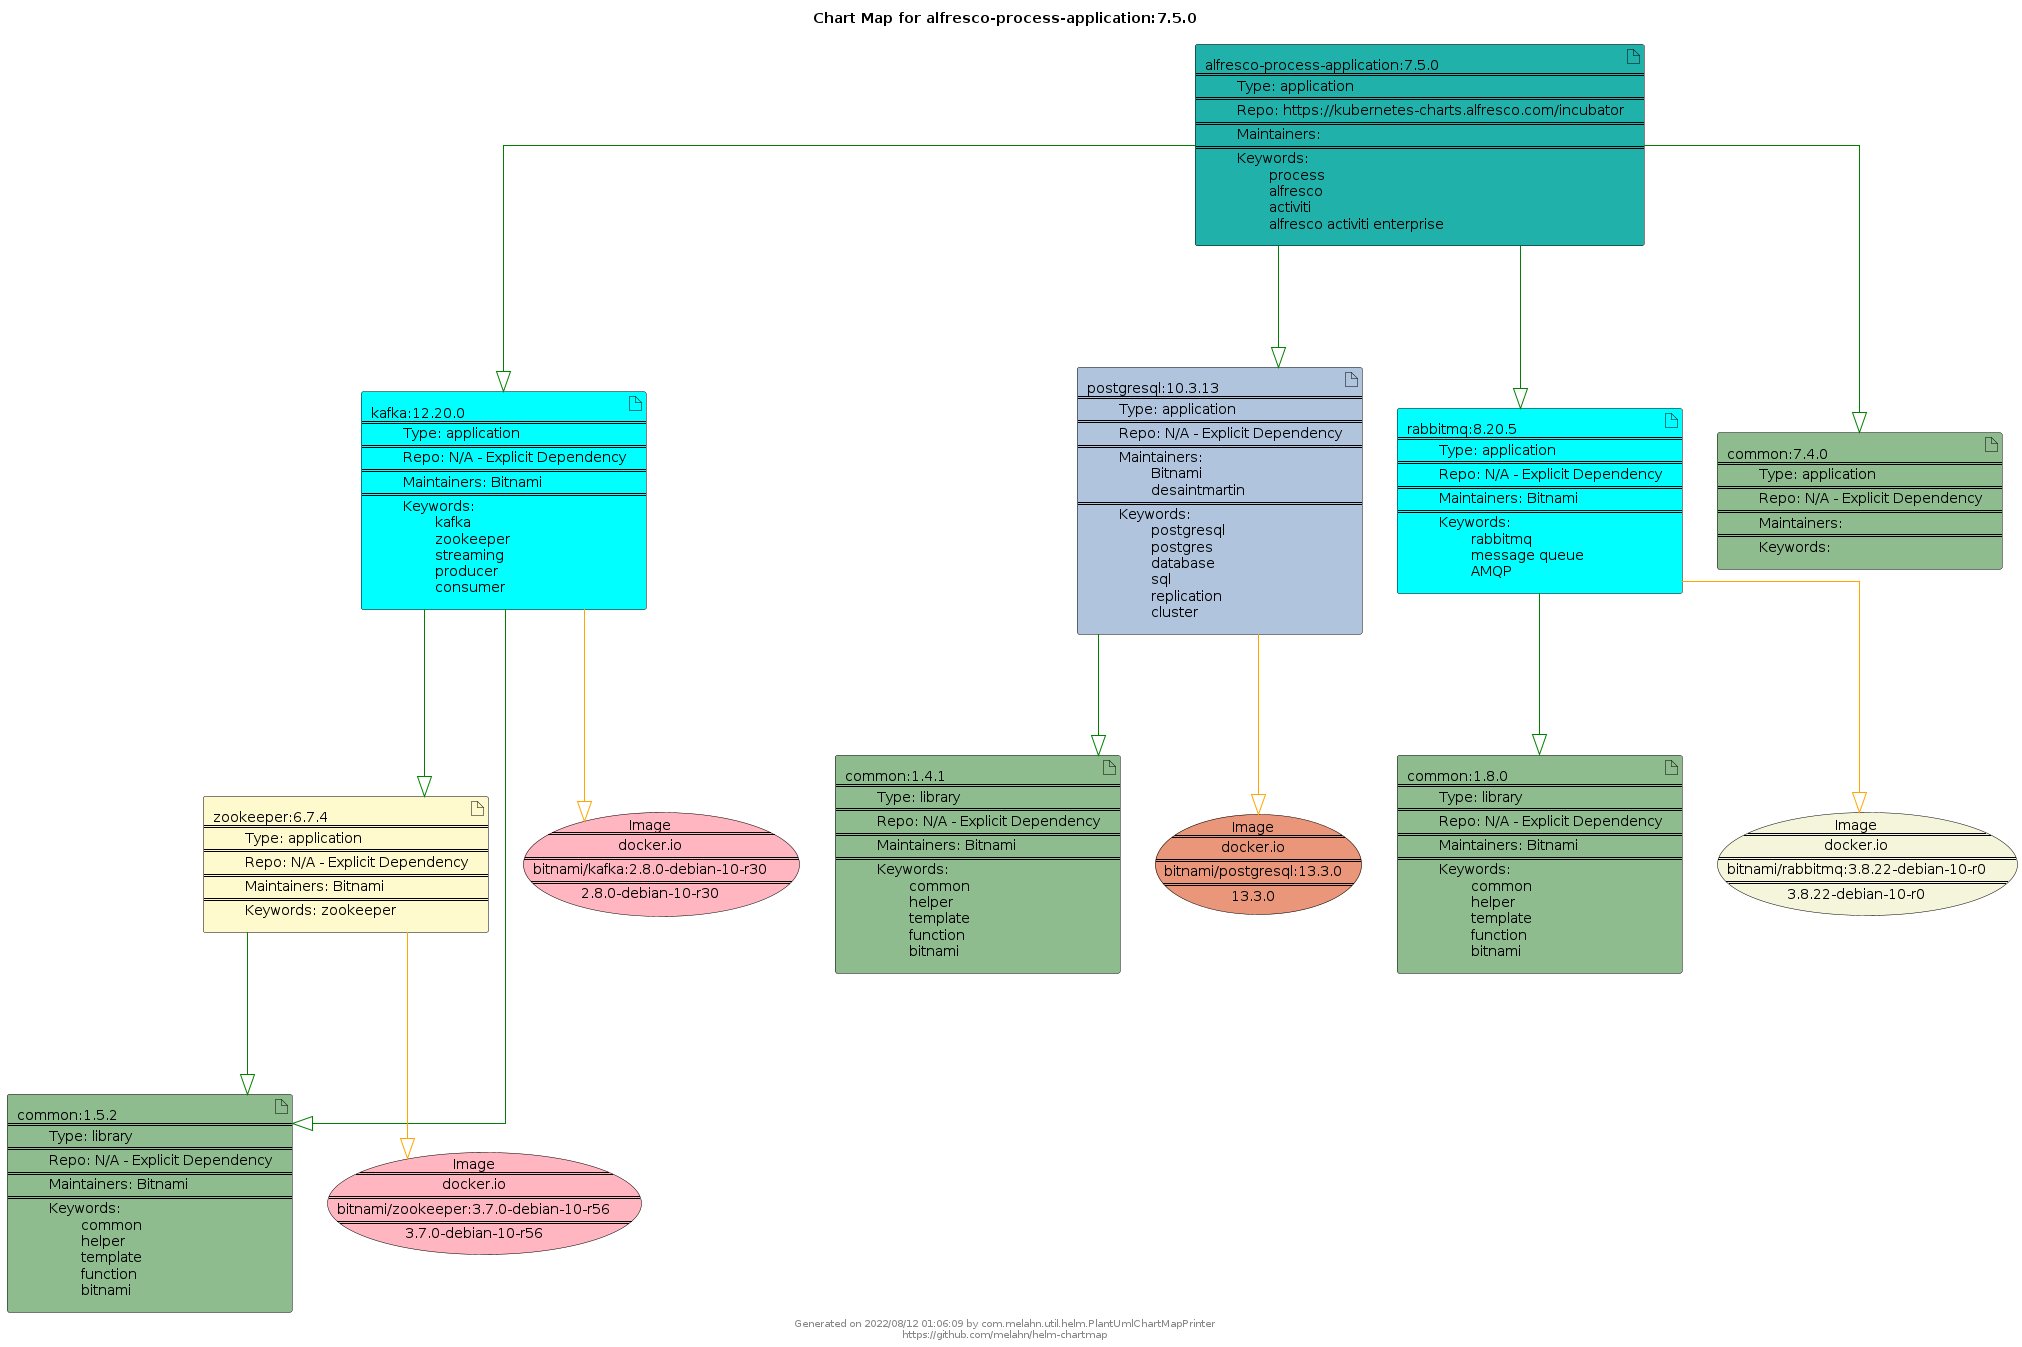 Chart Map for alfresco-process-application:7.5.0
alfresco-process-application:7.5.0
Type: application
Repo: https://kubernetes-charts.alfresco.com/incubator
Maintainers:
Keywords:
process
alfresco
activiti
alfresco activiti enterprise
kafka:12.20.0
Type: application
Repo: N/A - Explicit Dependency
Maintainers: Bitnami
Keywords:
kafka
zookeeper
streaming
producer
consumer
postgresql:10.3.13
Type: application
Repo: N/A - Explicit Dependency
Maintainers:
Bitnami
desaintmartin
Keywords:
postgresql
postgres
database
sql
replication
cluster
rabbitmq:8.20.5
Type: application
Repo: N/A - Explicit Dependency
Maintainers: Bitnami
Keywords:
rabbitmq
message queue
AMQP
common:7.4.0
Type: application
Repo: N/A - Explicit Dependency
Maintainers:
Keywords:
zookeeper:6.7.4
Type: application
Repo: N/A - Explicit Dependency
Maintainers: Bitnami
Keywords: zookeeper
Image
docker.io
bitnami/kafka:2.8.0-debian-10-r30
2.8.0-debian-10-r30
common:1.4.1
Type: library
Repo: N/A - Explicit Dependency
Maintainers: Bitnami
Keywords:
common
helper
template
function
bitnami
Image
docker.io
bitnami/postgresql:13.3.0
13.3.0
common:1.8.0
Type: library
Repo: N/A - Explicit Dependency
Maintainers: Bitnami
Keywords:
common
helper
template
function
bitnami
Image
docker.io
bitnami/rabbitmq:3.8.22-debian-10-r0
3.8.22-debian-10-r0
common:1.5.2
Type: library
Repo: N/A - Explicit Dependency
Maintainers: Bitnami
Keywords:
common
helper
template
function
bitnami
Image
docker.io
bitnami/zookeeper:3.7.0-debian-10-r56
3.7.0-debian-10-r56
Generated on 2022/08/12 01:06:09 by com.melahn.util.helm.PlantUmlChartMapPrinter
https://github.com/melahn/helm-chartmap